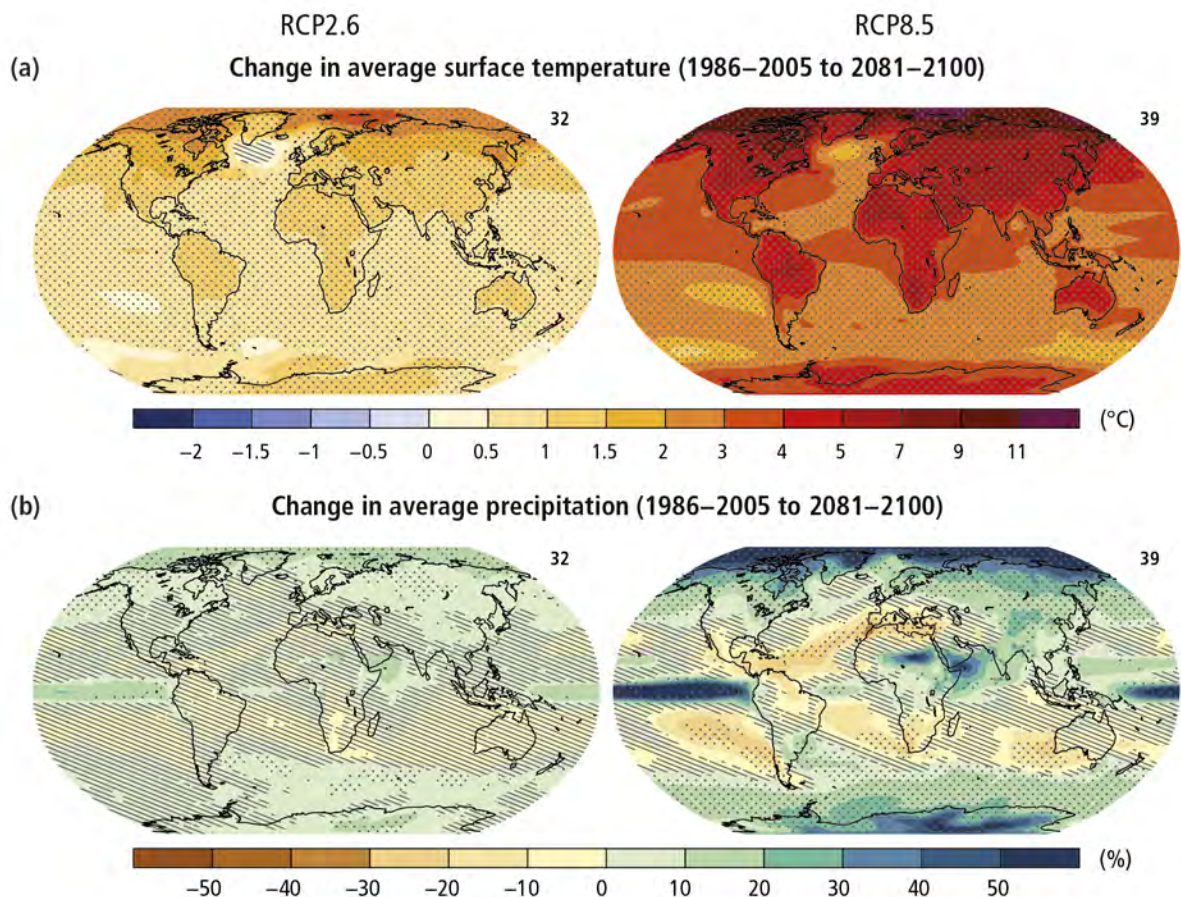 RCP2.6 RCP8.5
(a) Change in average surface temperature (1986–2005 to 2081–2100)
32 39
(°C)
−2 −1.5 −1 −0.5 0 0.5 1 1.5 2 3 4 5 7 9 11
(b) Change in average precipitation (1986–2005 to 2081–2100)
32 39
(%)
−50 −40 −30 −20 −10 0 10 20 30 40 50